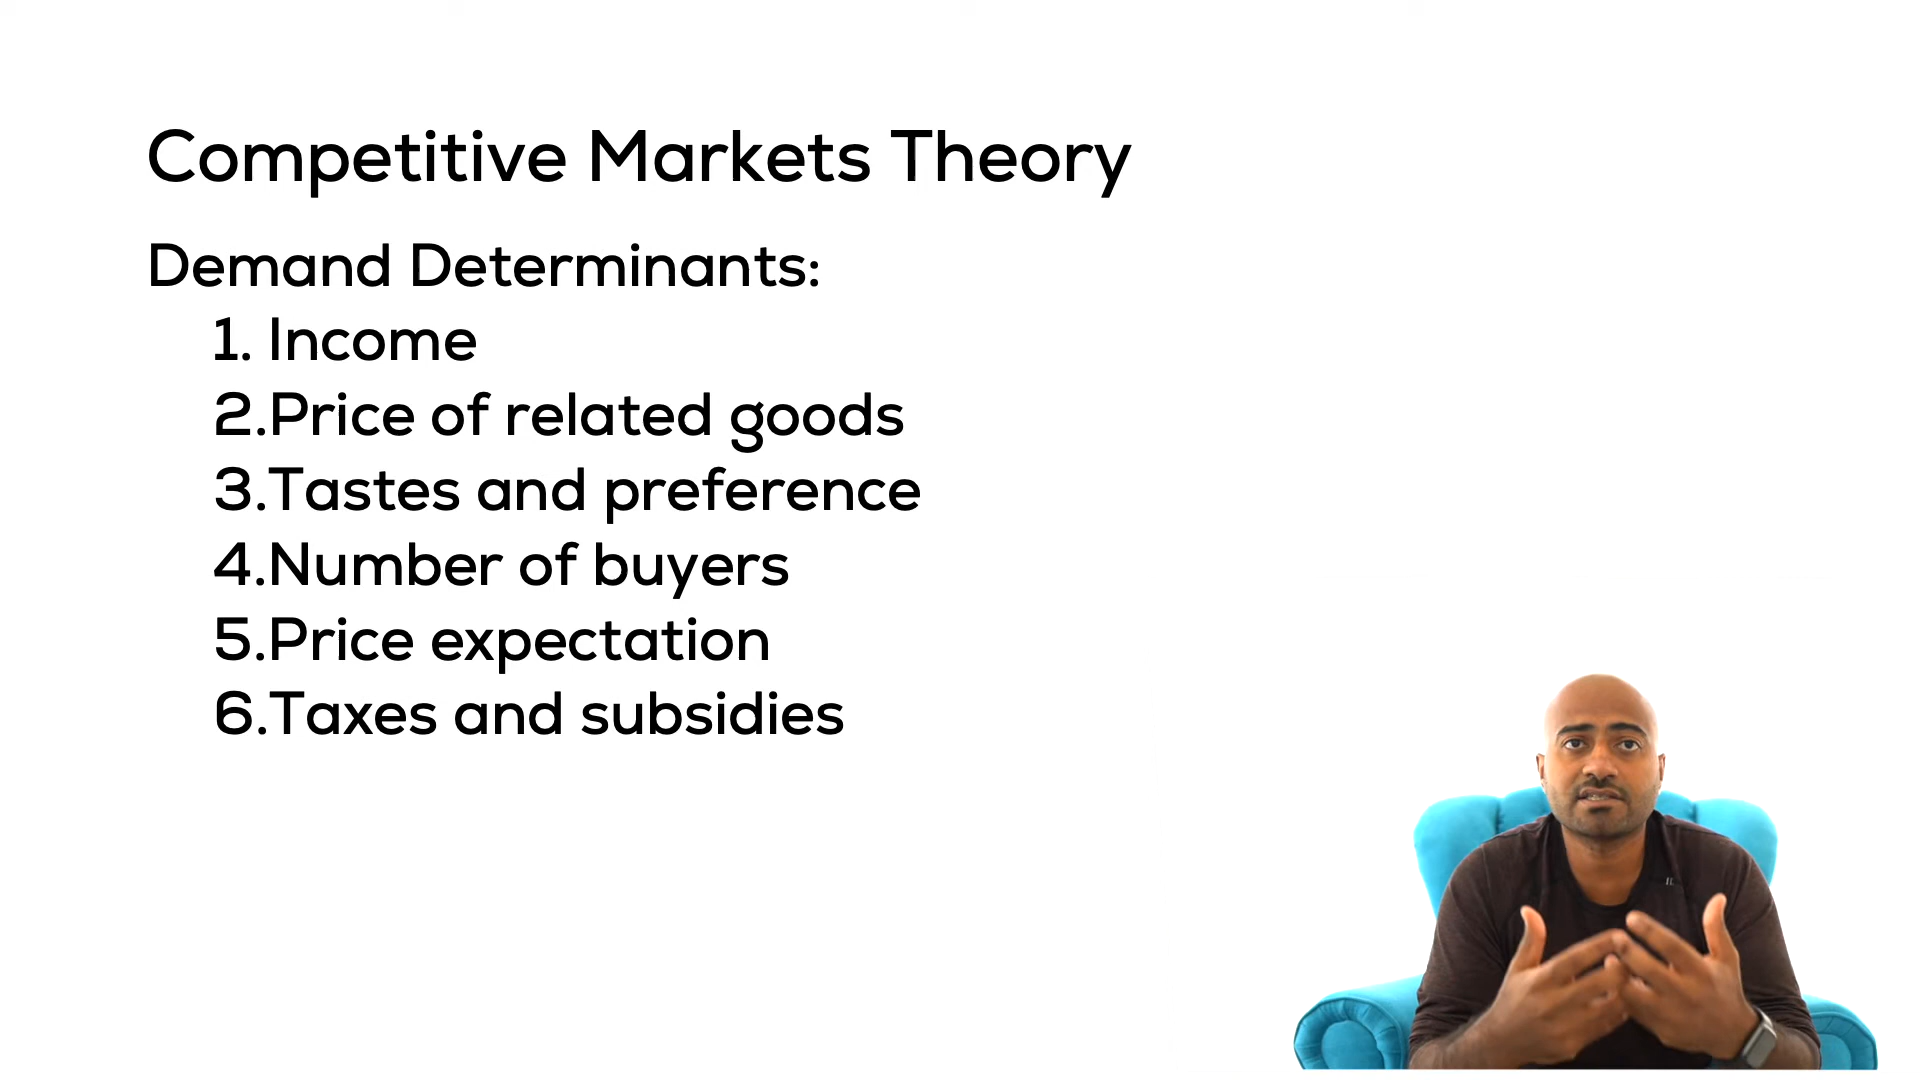 Competitive Markets Theory
Demand Determinants:
1. Income
2.Price of related goods
3.Tastes and preference
4.Number of buyers
5.Price expectation
6.Taxes and subsidies